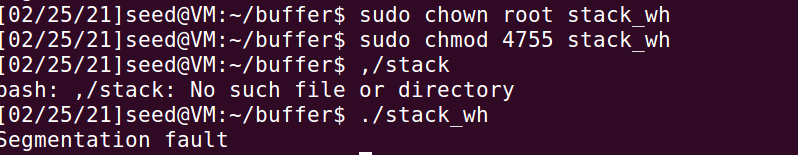 [02/25/21]seed@VM:~/buffer$ sudo chown root stack_wh
[02/25/21]seed@VM:~/buffer$ sudo chmod 4755 stack_wh
[02/25/21]seed@VM:~/buffer$ ,/stack
bash: ,/stack: No such file or directory
[02/25/21]seed@VM:~/buffer$ ./stack_wh
Segmentation fault